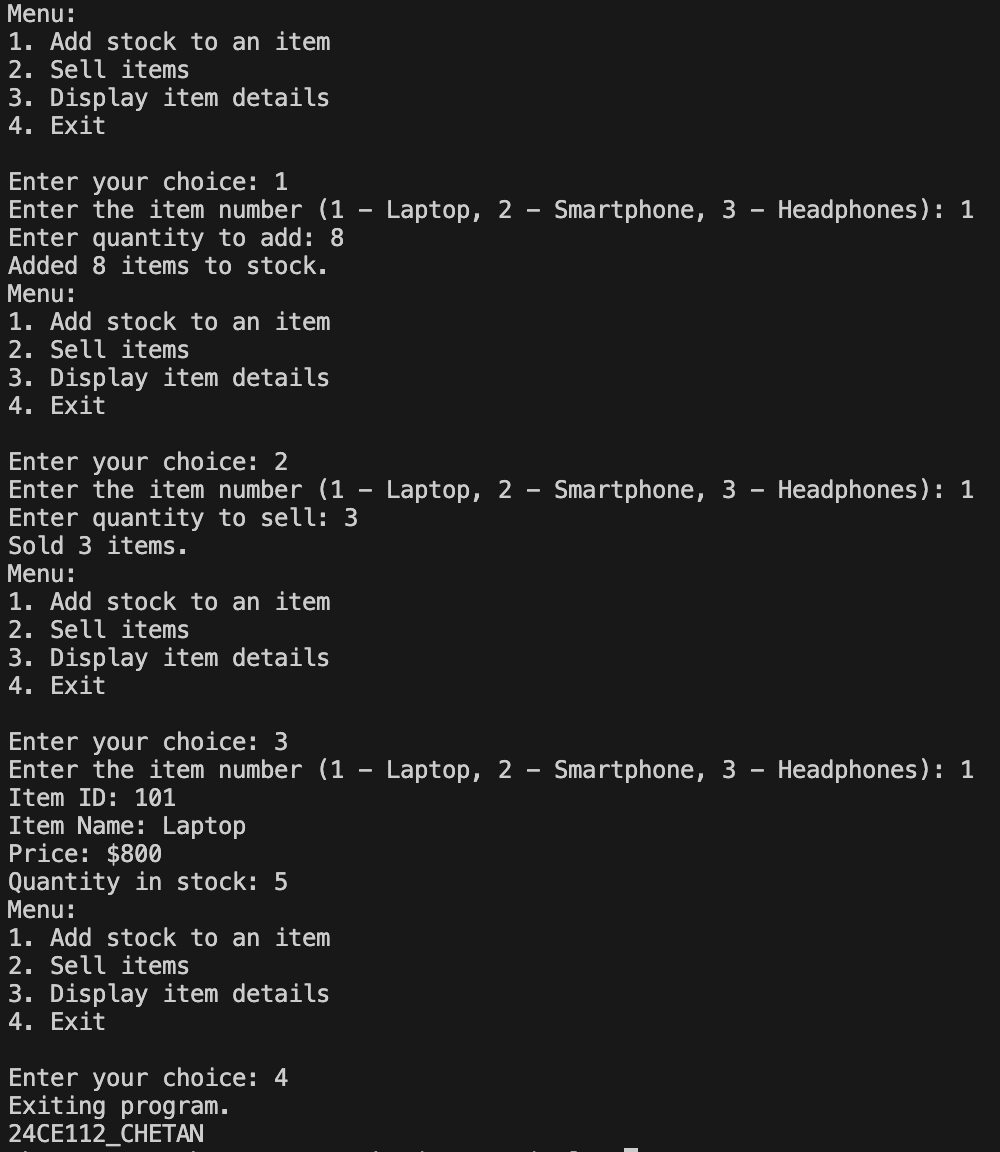 Menu:
1. Add stock to an item
2. Sell items
3. Display item details
4. Exit
Enter your choice: 1
Enter the item number (1 – Laptop, 2 – Smartphone, 3 – Headphones): 1
Enter quantity to add: 8
Added 8 items to stock.
Menu:
1. Add stock to an item
2. Sell items
3. Display item details
4. Exit
Enter your choice: 2
Enter the item number (1 – Laptop, 2 – Smartphone, 3 – Headphones): 1
Enter quantity to sell: 3
Sold 3 items.
Menu:
1. Add stock to an item
2. Sell items
3. Display item details
4. Exit
Enter your choice: 3
Enter the item number (1 – Laptop, 2 – Smartphone, 3 – Headphones): 1
Item ID: 101
Item Name: Laptop
Price: $800
Quantity in stock: 5
Menu:
1. Add stock to an item
2. Sell items
3. Display item details
4. Exit
Enter your choice: 4
Exiting program.
24CE112_CHETAN